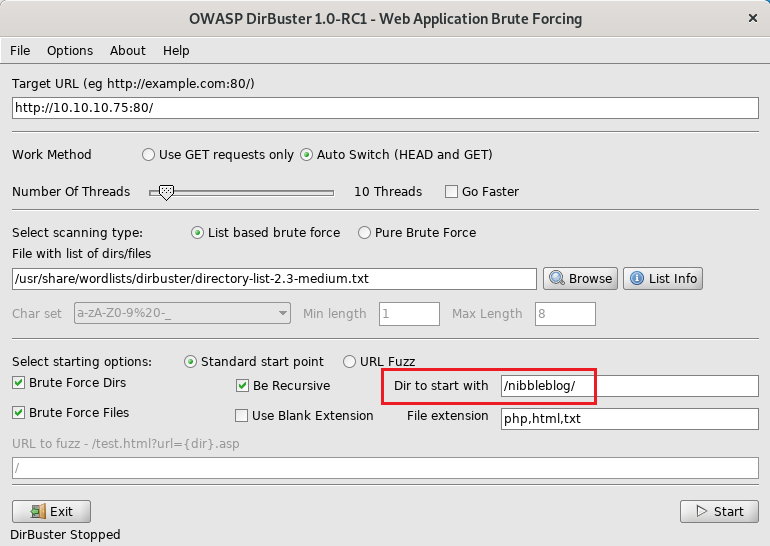 OWASP DirBuster 1.0-RC1 - Web Application Brute Forcing
File Options About Help
Target URL (eg http://example.com:80/)
http://10.10.10.75:80/
Work Method Use GET requests only Auto Switch (HEAD and GET)
Number Of Threads 10 Threads Go Faster
Select scanning type: List based brute force Pure Brute Force
File with list of dirs/files
/usr/share/wordlists/dirbuster/directory-list-2.3-medium.txt Browse List Info
Char set a-zA-Z0-9%20-_ Min length 1 Max Length 8
Select starting options: Standard start point URL Fuzz
Brute Force Dirs Be Recursive Dir to start with /nibbleblog/
Brute Force Files Use Blank Extension File extension php,html,txt
URL to fuzz - /test.html?url={dir}.asp
/
Exit Start
DirBuster Stopped